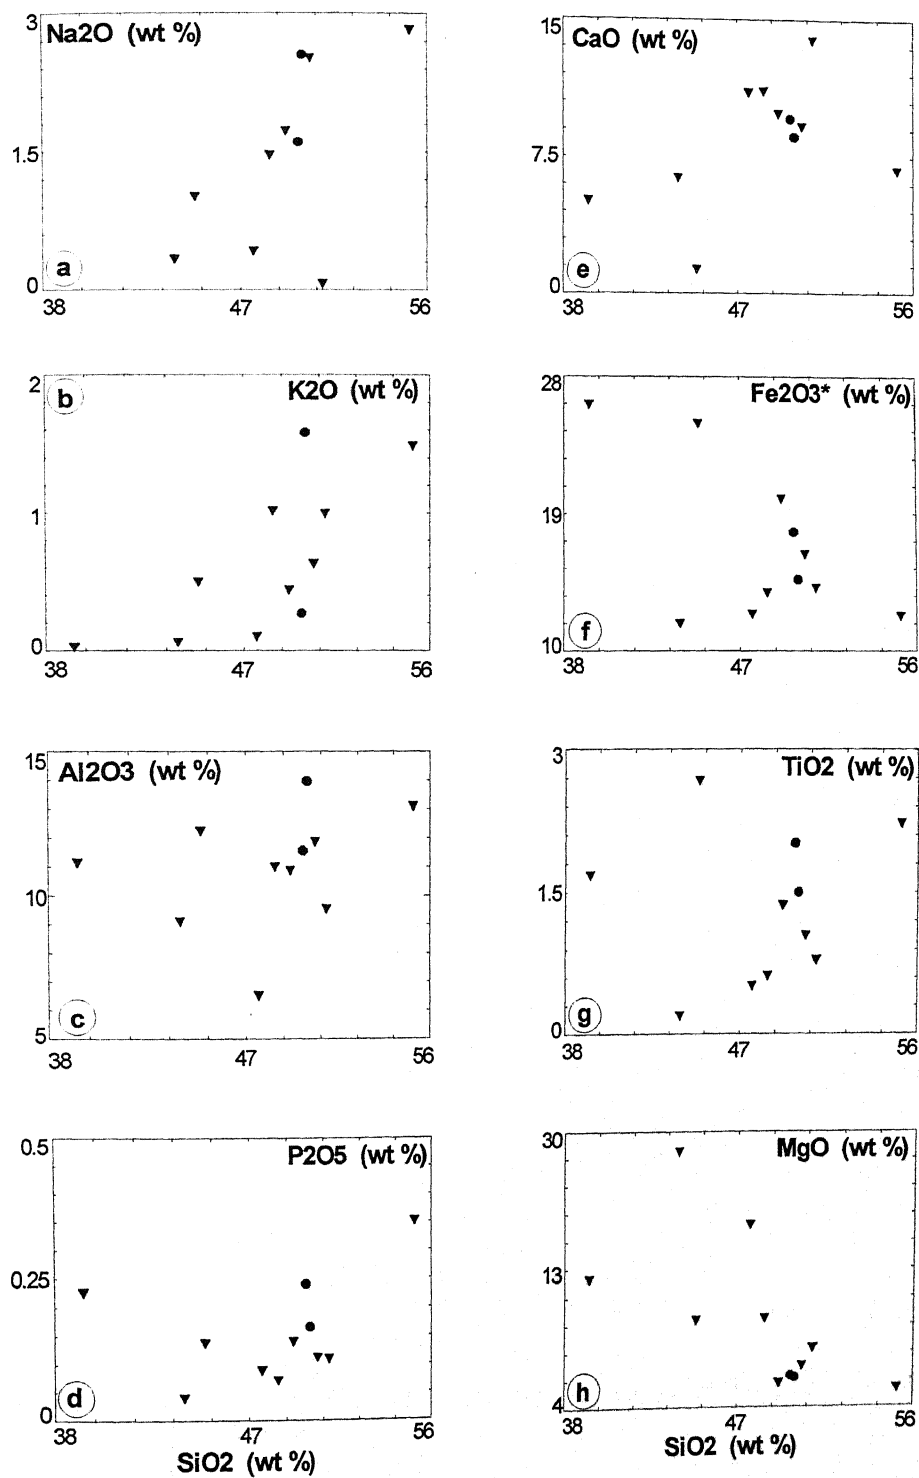 3
Na2O (wt %)
1.5
a
0
38
47
56
2
b
K2O (wt %)
1
0
38
47
56
15
Al2O3 (wt %)
10
c
5
38
47
56
0.5
P2O5 (wt %)
0.25
d
0
38
47
56
SiO2 (wt %)
15
CaO (wt %)
7.5
e
0
38
47
56
28
Fe2O3* (wt %)
19
f
10
38
47
56
3
TiO2 (wt %)
1.5
g
0
38
47
56
30
MgO (wt %)
13
h
4
47
56
SiO2 (wt %)